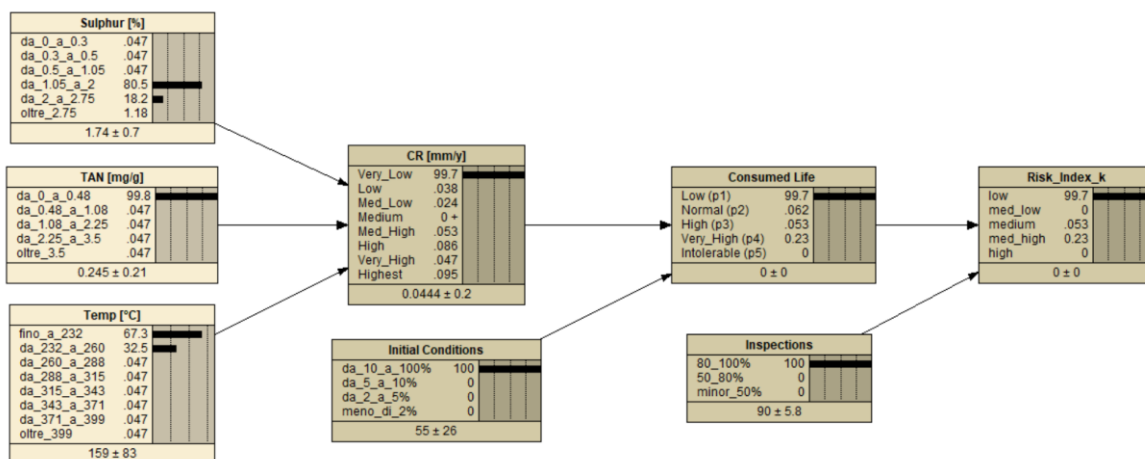 Sulphur [%]
da_0_a_0.3 .047
da_0.3_a_0.5 .047
da_0.5_a_1.05 .047
da_1.05_a_2 80.5
da_2_a_2.75 18.2
oltre_2.75 1.18
1.74 ± 0.7
TAN [mg/g]
da_0_a_0.48 99.8
da_0.48_a_1.08 .047
da_1.08_a_2.25 .047
da_2.25_a_3.5 .047
oltre_3.5 .047
0.245 ± 0.21
Temp [°C]
fino_a_232 67.3
da_232_a_260 32.5
da_260_a_288 .047
da_288_a_315 .047
da_315_a_343 .047
da_343_a_371 .047
da_371_a_399 .047
oltre_399 .047
159 ± 83
CR [mm/y]
Very_Low 99.7
Low .038
Med_Low .024
Medium 0 +
Med_High .053
High .086
Very_High .047
Highest .095
0.0444 ± 0.2
Initial Conditions
da_10_a_100% 100
da_5_a_10% 0
da_2_a_5% 0
meno_di_2% 0
55 ± 26
Consumed Life
Low (p1) 99.7
Normal (p2) .062
High (p3) .053
Very_High (p4) 0.23
Intolerable (p5) 0
0 ± 0
Inspections
80_100% 100
50_80% 0
minor_50% 0
90 ± 5.8
Risk_Index_k
low 99.7
med_low 0
medium .053
med_high 0.23
high 0
0 ± 0